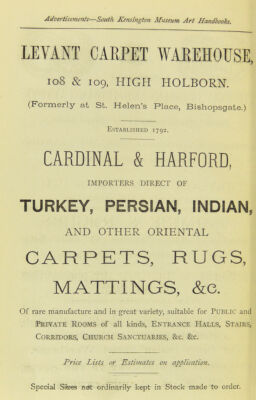 Advertisements—South Kensington Museum Art Handbooks.
LEVANT CARPET WAREHOUSE,
108 & 109, HIGH HOLBORN.
(Formerly at St. Helen's Place, Bishopsgate.)
ESTABLISHED 1792.
CARDINAL & HARFORD,
IMPORTERS DIRECT OF
TURKEY, PERSIAN, INDIAN,
AND OTHER ORIENTAL
CARPETS, RUGS,
MATTINGS, &c.
Of rare manufacture and in great variety, suitable for PUBLIC and
PRIVATE ROOMS of all kinds, ENTRANCE HALLS, STAIRS,
CORRIDORS, CHURCH SANCTUARIES, &c. &c.
Price Lists or Estimates on application.
Special Sizes not ordinarily kept in Stock made to order.